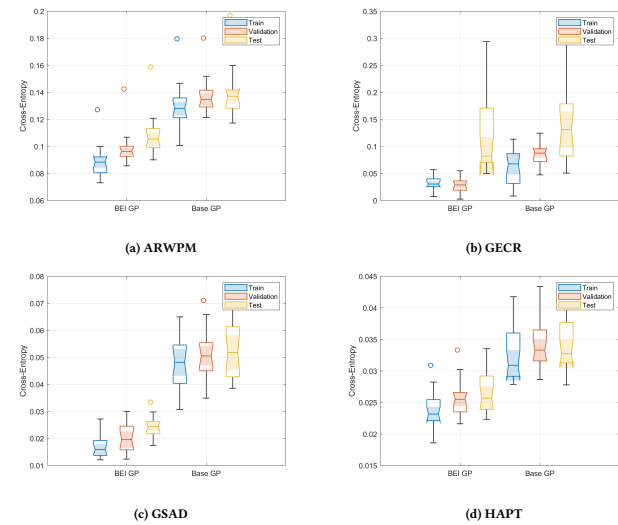 0.2
0.18
0.16
0.14
0.12
0.1
0.08
0.06
Cross-Entropy
BEI GP
Base GP
Train
Validation
Test
(a) ARWPM
0.35
0.3
0.25
0.2
0.15
0.1
0.05
0
Cross-Entropy
BEI GP
Base GP
Train
Validation
Test
(b) GECR
0.08
0.07
0.06
0.05
0.04
0.03
0.02
0.01
Cross-Entropy
BEI GP
Base GP
Train
Validation
Test
(c) GSAD
0.045
0.04
0.035
0.03
0.025
0.02
0.015
Cross-Entropy
BEI GP
Base GP
Train
Validation
Test
(d) HAPT